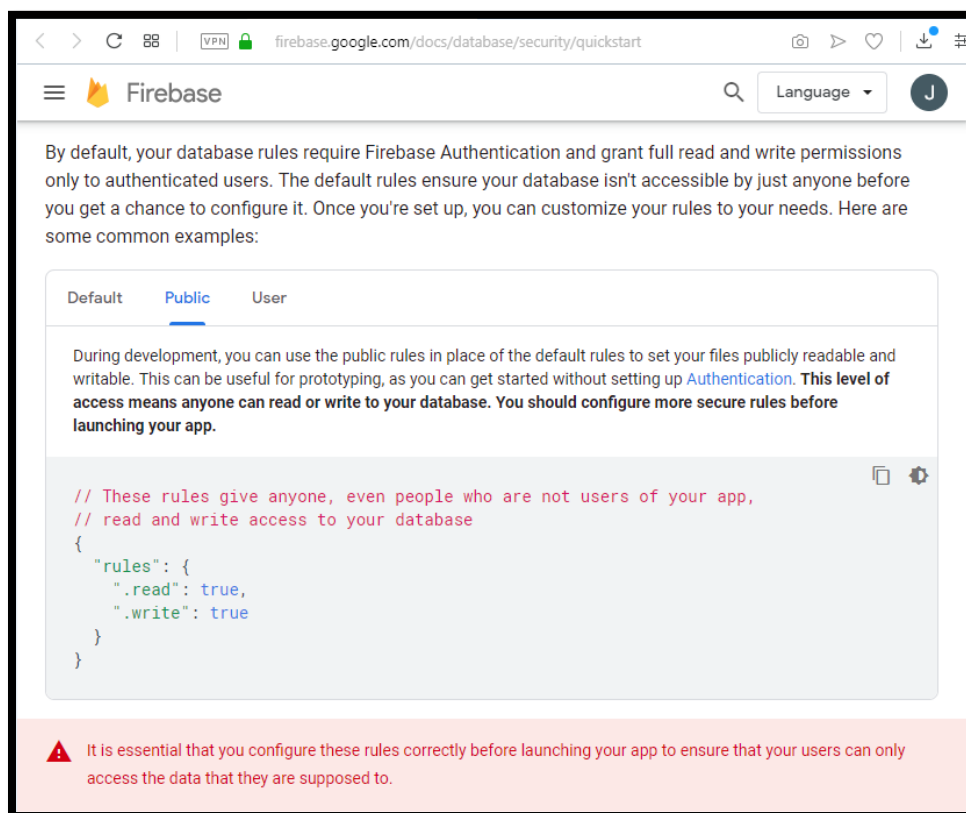 VPN firebase.google.com/docs/database/security/quickstart
Firebase
Language
J
By default, your database rules require Firebase Authentication and grant full read and write permissions
only to authenticated users. The default rules ensure your database isn't accessible by just anyone before
you get a chance to configure it. Once you're set up, you can customize your rules to your needs. Here are
some common examples:
Default Public User
During development, you can use the public rules in place of the default rules to set your files publicly readable and
writable. This can be useful for prototyping, as you can get started without setting up Authentication. This level of
access means anyone can read or write to your database. You should configure more secure rules before
launching your app.
// These rules give anyone, even people who are not users of your app,
// read and write access to your database
{
  "rules": {
    ".read": true,
    ".write": true
  }
}
It is essential that you configure these rules correctly before launching your app to ensure that your users can only
access the data that they are supposed to.